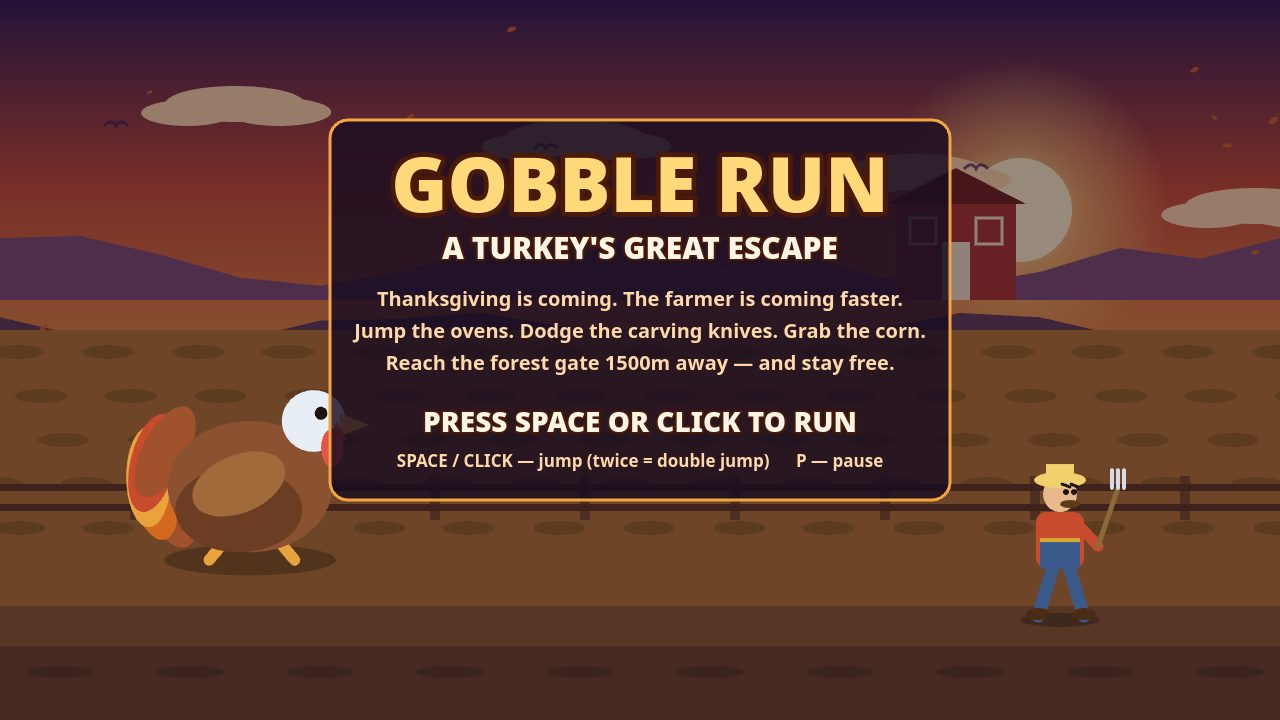 GOBBLE RUN
A TURKEY'S GREAT ESCAPE
Thanksgiving is coming. The farmer is coming faster.
Jump the ovens. Dodge the carving knives. Grab the corn.
Reach the forest gate 1500m away — and stay free.
PRESS SPACE OR CLICK TO RUN
SPACE / CLICK — jump (twice = double jump) P — pause